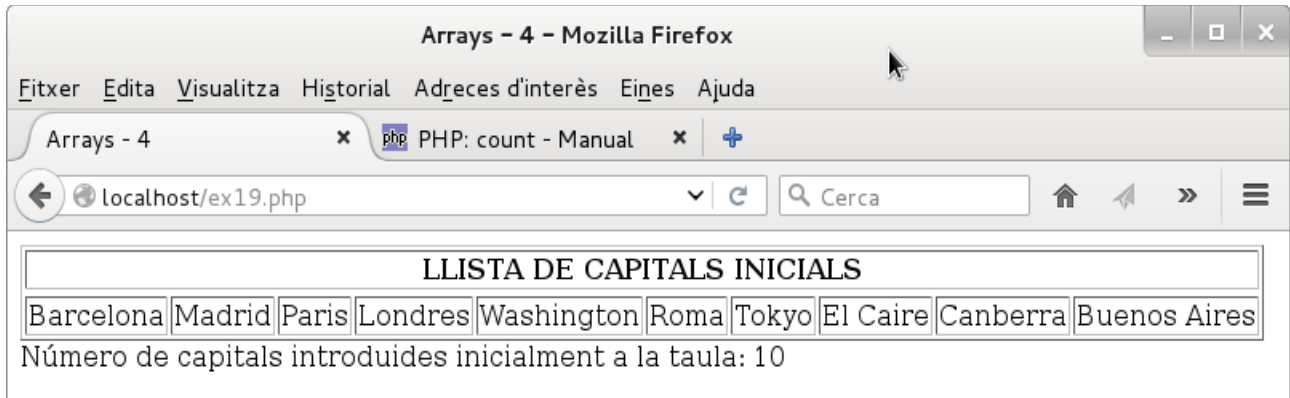 Arrays - 4 - Mozilla Firefox
Fitxer Edita Visualitza Historial Adreces d'interès Eines Ajuda
Arrays - 4 php PHP: count - Manual
localhost/ex19.php Cerca
LLISTA DE CAPITALS INICIALS
Barcelona Madrid Paris Londres Washington Roma Tokyo El Caire Canberra Buenos Aires
Número de capitals introduides inicialment a la taula: 10